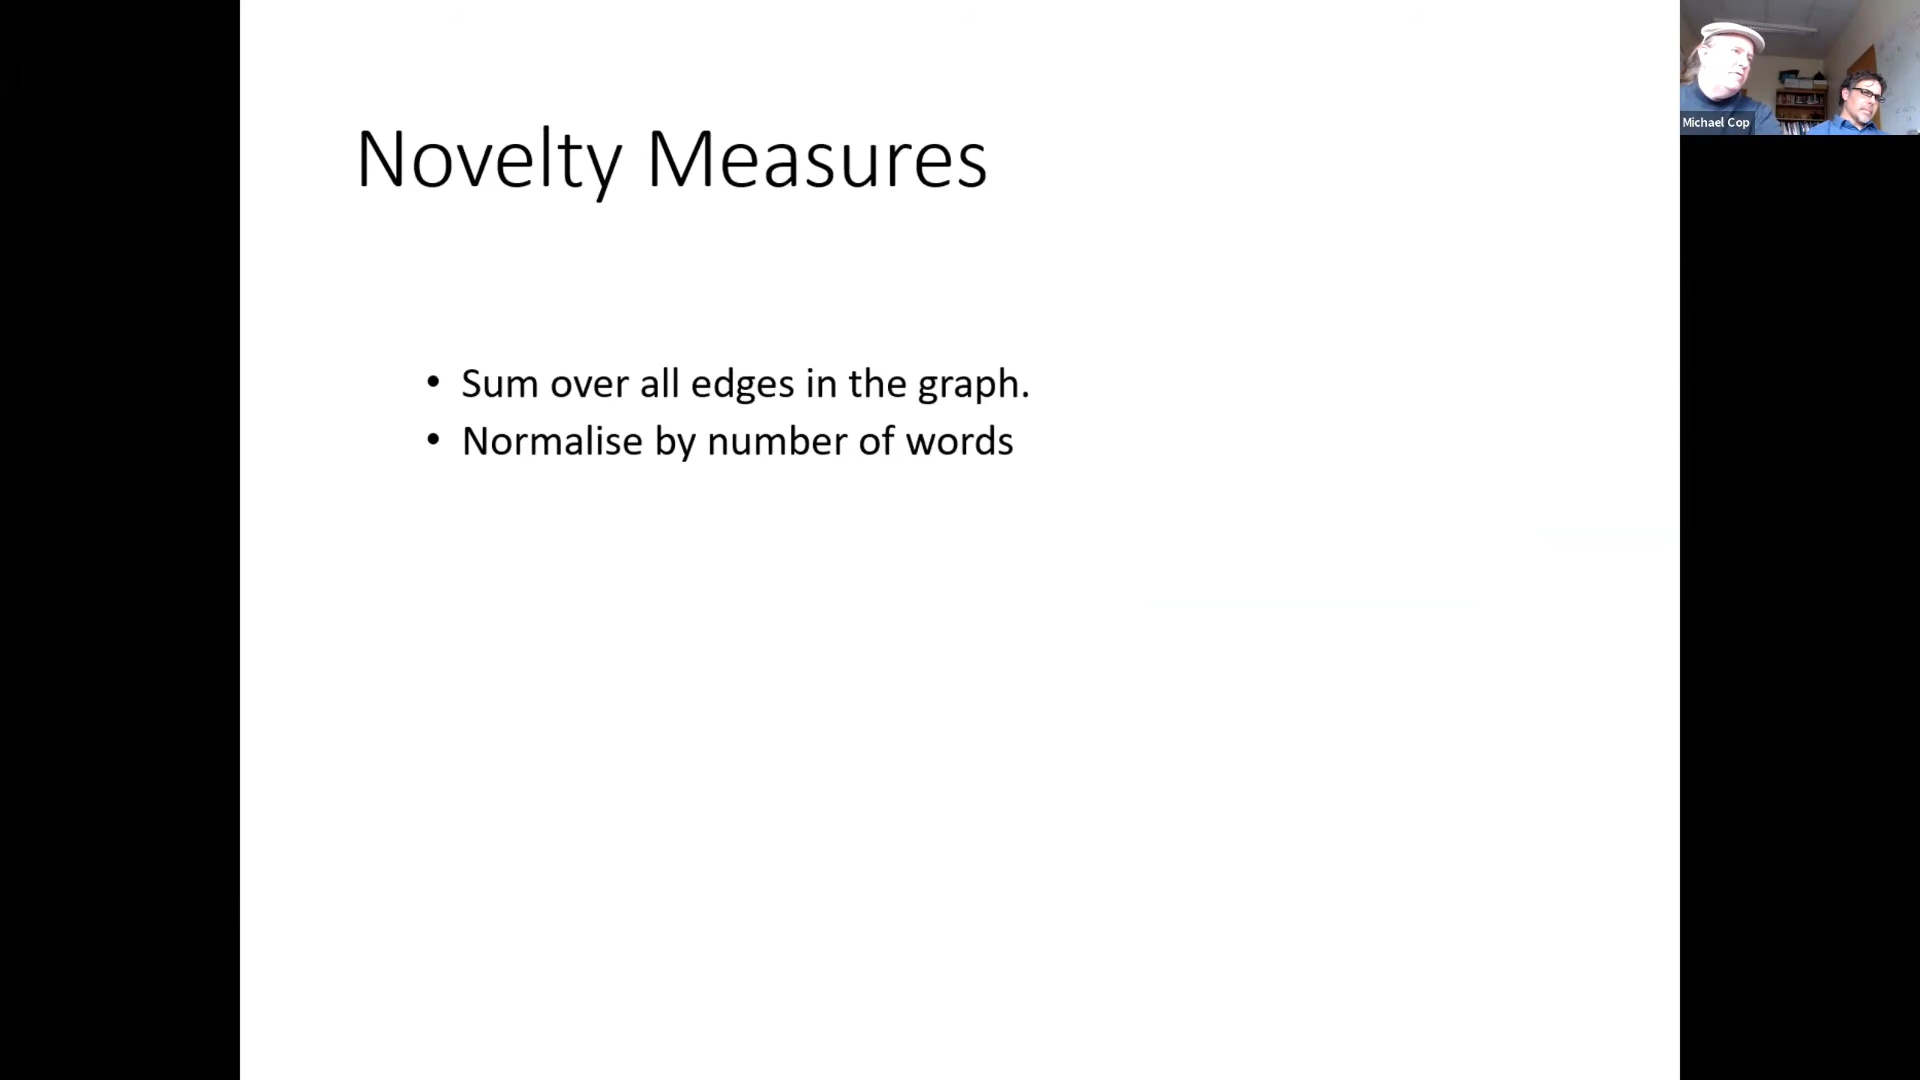 Novelty Measures
• Sum over all edges in the graph.
• Normalise by number of words
Michael Cop